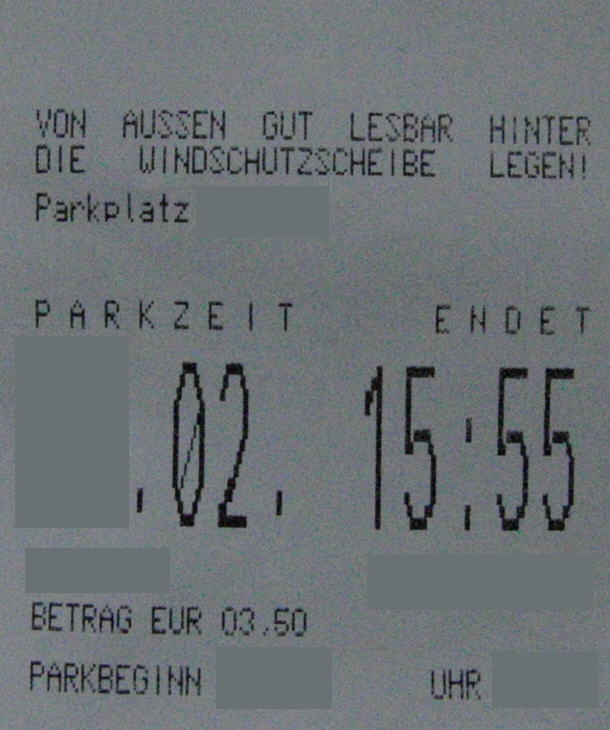 VON AUSSEN GUT LESBAR HINTER
DIE WINDSCHUTZSCHEIBE LEGEN!
Parkplatz
PARKZEIT ENDET
.02. 15:55
BETRAG EUR 03.50
PARKBEGINN UHR